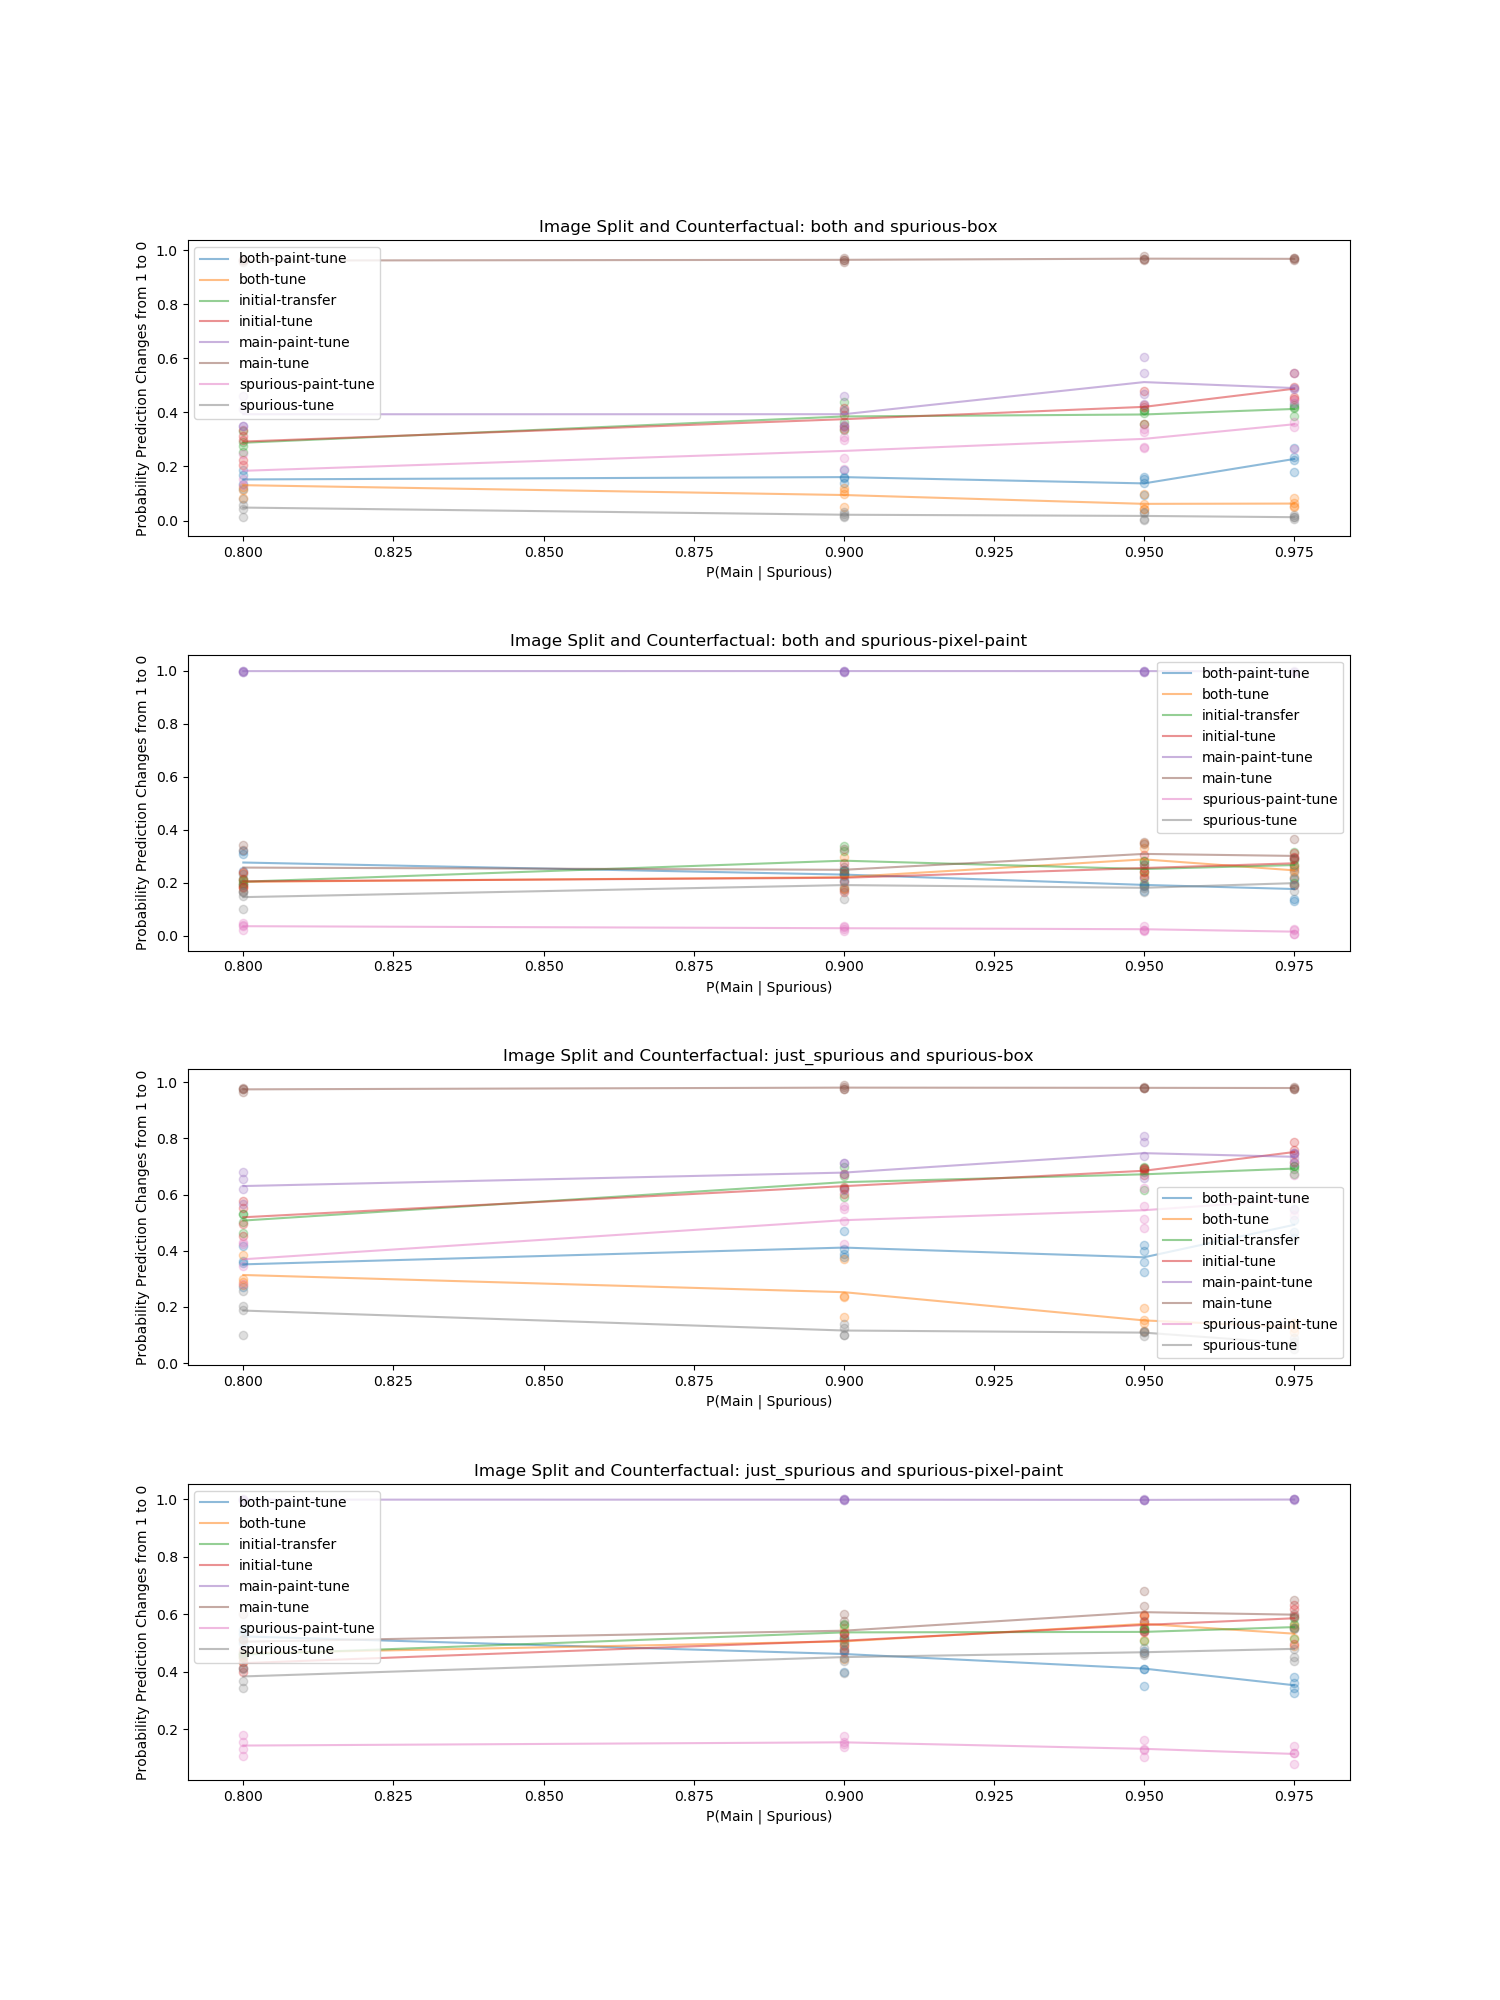 Image Split and Counterfactual: both and spurious-box
Probability Prediction Changes from 1 to 0
1.0
0.8
0.6
0.4
0.2
0.0
both-paint-tune
both-tune
initial-transfer
initial-tune
main-paint-tune
main-tune
spurious-paint-tune
spurious-tune
0.800 0.825 0.850 0.875 0.900 0.925 0.950 0.975
P(Main | Spurious)
Image Split and Counterfactual: both and spurious-pixel-paint
Probability Prediction Changes from 1 to 0
1.0
0.8
0.6
0.4
0.2
0.0
both-paint-tune
both-tune
initial-transfer
initial-tune
main-paint-tune
main-tune
spurious-paint-tune
spurious-tune
0.800 0.825 0.850 0.875 0.900 0.925 0.950 0.975
P(Main | Spurious)
Image Split and Counterfactual: just_spurious and spurious-box
Probability Prediction Changes from 1 to 0
1.0
0.8
0.6
0.4
0.2
0.0
both-paint-tune
both-tune
initial-transfer
initial-tune
main-paint-tune
main-tune
spurious-paint-tune
spurious-tune
0.800 0.825 0.850 0.875 0.900 0.925 0.950 0.975
P(Main | Spurious)
Image Split and Counterfactual: just_spurious and spurious-pixel-paint
Probability Prediction Changes from 1 to 0
1.0
0.8
0.6
0.4
0.2
both-paint-tune
both-tune
initial-transfer
initial-tune
main-paint-tune
main-tune
spurious-paint-tune
spurious-tune
0.800 0.825 0.850 0.875 0.900 0.925 0.950 0.975
P(Main | Spurious)